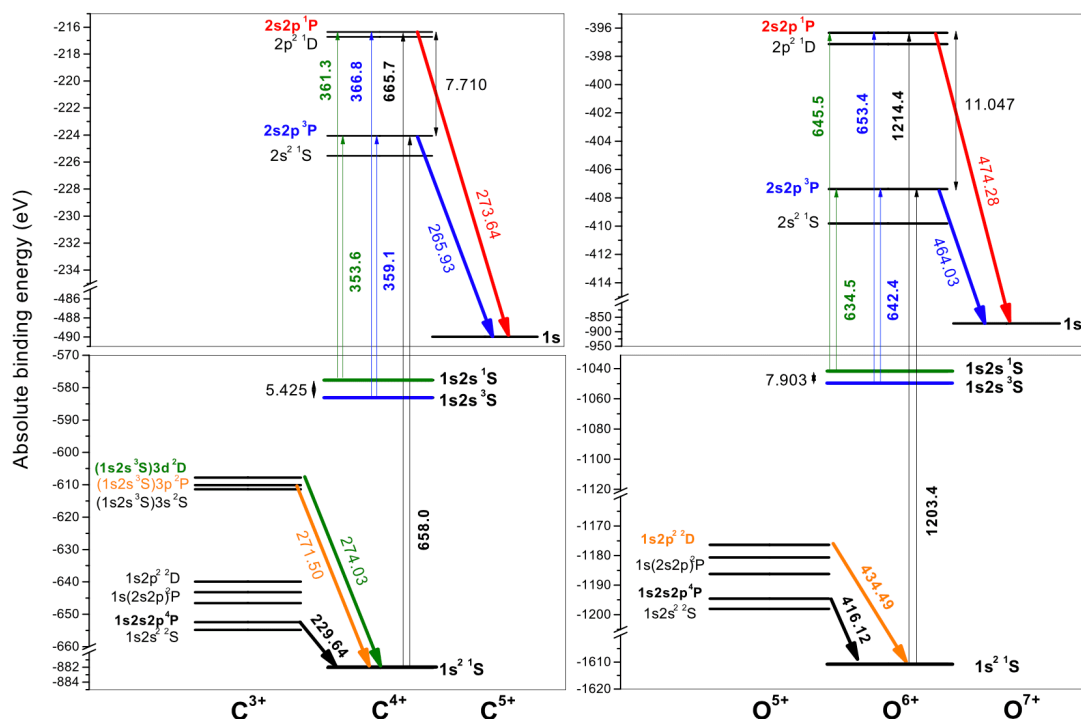 Absolute binding energy (eV)
-216
-218
-220
-222
-224
-226
-228
-230
-232
-234
-486
-488
-490
-570
-580
-590
-600
-610
-620
-630
-640
-650
-660
-882
-884
2s2p ¹P
2p² ¹D
361.3
366.8
665.7
7.710
2s2p ³P
2s² ¹S
273.64
265.93
353.6
359.1
1s
1s2s ¹S
5.425
1s2s ³S
(1s2s ³S)3d ²D
(1s2s ³S)3p ²P
(1s2s ³S)3s ²S
271.50
274.03
658.0
1s2p² ²D
1s(2s2p) ²P
1s2s2p ⁴P
1s2s² ²S
229.64
1s² ¹S
C³⁺
C⁴⁺
C⁵⁺
-396
-398
-400
-402
-404
-406
-408
-410
-412
-414
-850
-900
-950
-1040
-1060
-1080
-1100
-1120
-1170
-1180
-1190
-1200
-1610
-1620
2s2p ¹P
2p² ¹D
645.5
653.4
1214.4
11.047
2s2p ³P
2s² ¹S
474.28
464.03
634.5
642.4
1s
1s2s ¹S
7.903
1s2s ³S
1203.4
1s2p² ²D
1s(2s2p) ²P
1s2s2p ⁴P
1s2s² ²S
434.49
416.12
1s² ¹S
O⁵⁺
O⁶⁺
O⁷⁺